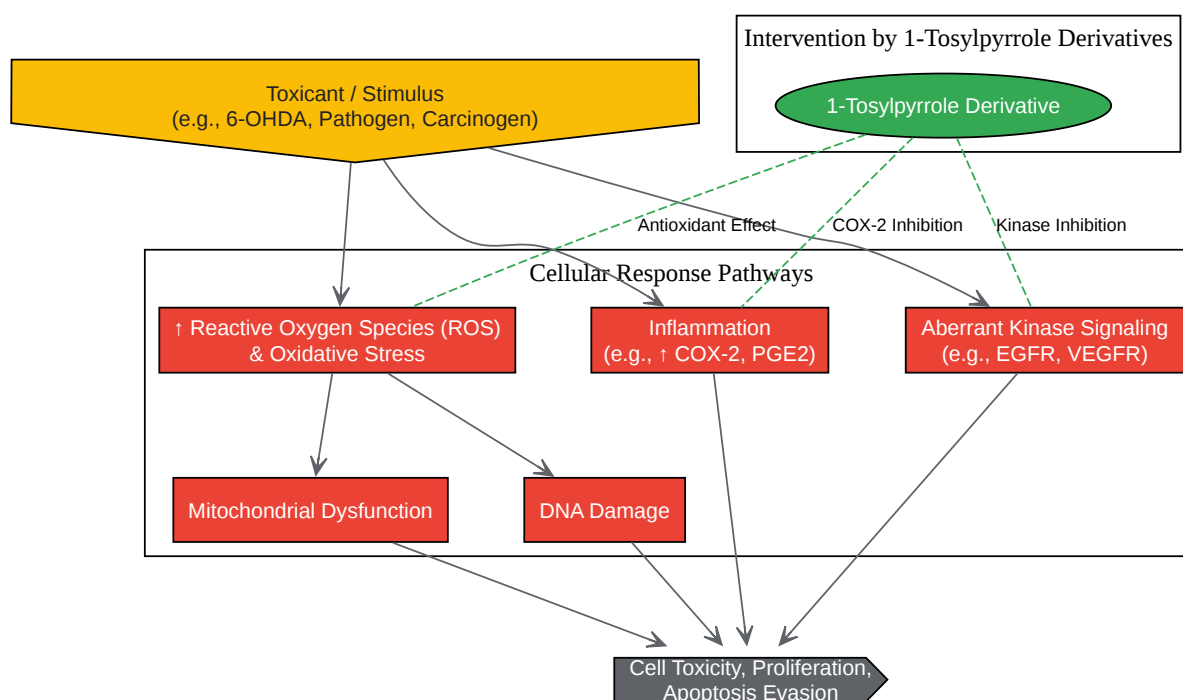 Intervention by 1-Tosylpyrrole Derivatives
Toxicant / Stimulus
(e.g., 6-OHDA, Pathogen, Carcinogen)
1-Tosylpyrrole Derivative
Antioxidant Effect
COX-2 Inhibition
Kinase Inhibition
Cellular Response Pathways
↑ Reactive Oxygen Species (ROS)
& Oxidative Stress
Inflammation
(e.g., ↑ COX-2, PGE2)
Aberrant Kinase Signaling
(e.g., EGFR, VEGFR)
Mitochondrial Dysfunction
DNA Damage
Cell Toxicity, Proliferation,
Apoptosis Evasion